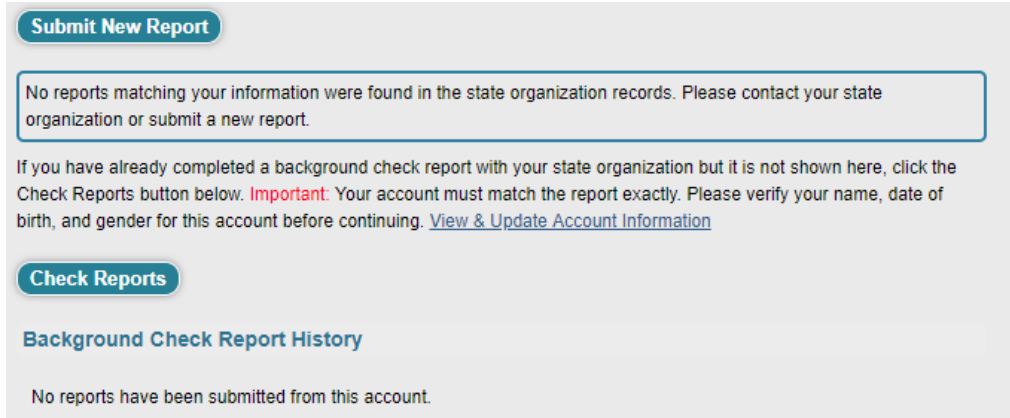 Submit New Report
No reports matching your information were found in the state organization records. Please contact your state
organization or submit a new report.
If you have already completed a background check report with your state organization but it is not shown here, click the
Check Reports button below. Important: Your account must match the report exactly. Please verify your name, date of
birth, and gender for this account before continuing. View & Update Account Information
Check Reports
Background Check Report History
No reports have been submitted from this account.